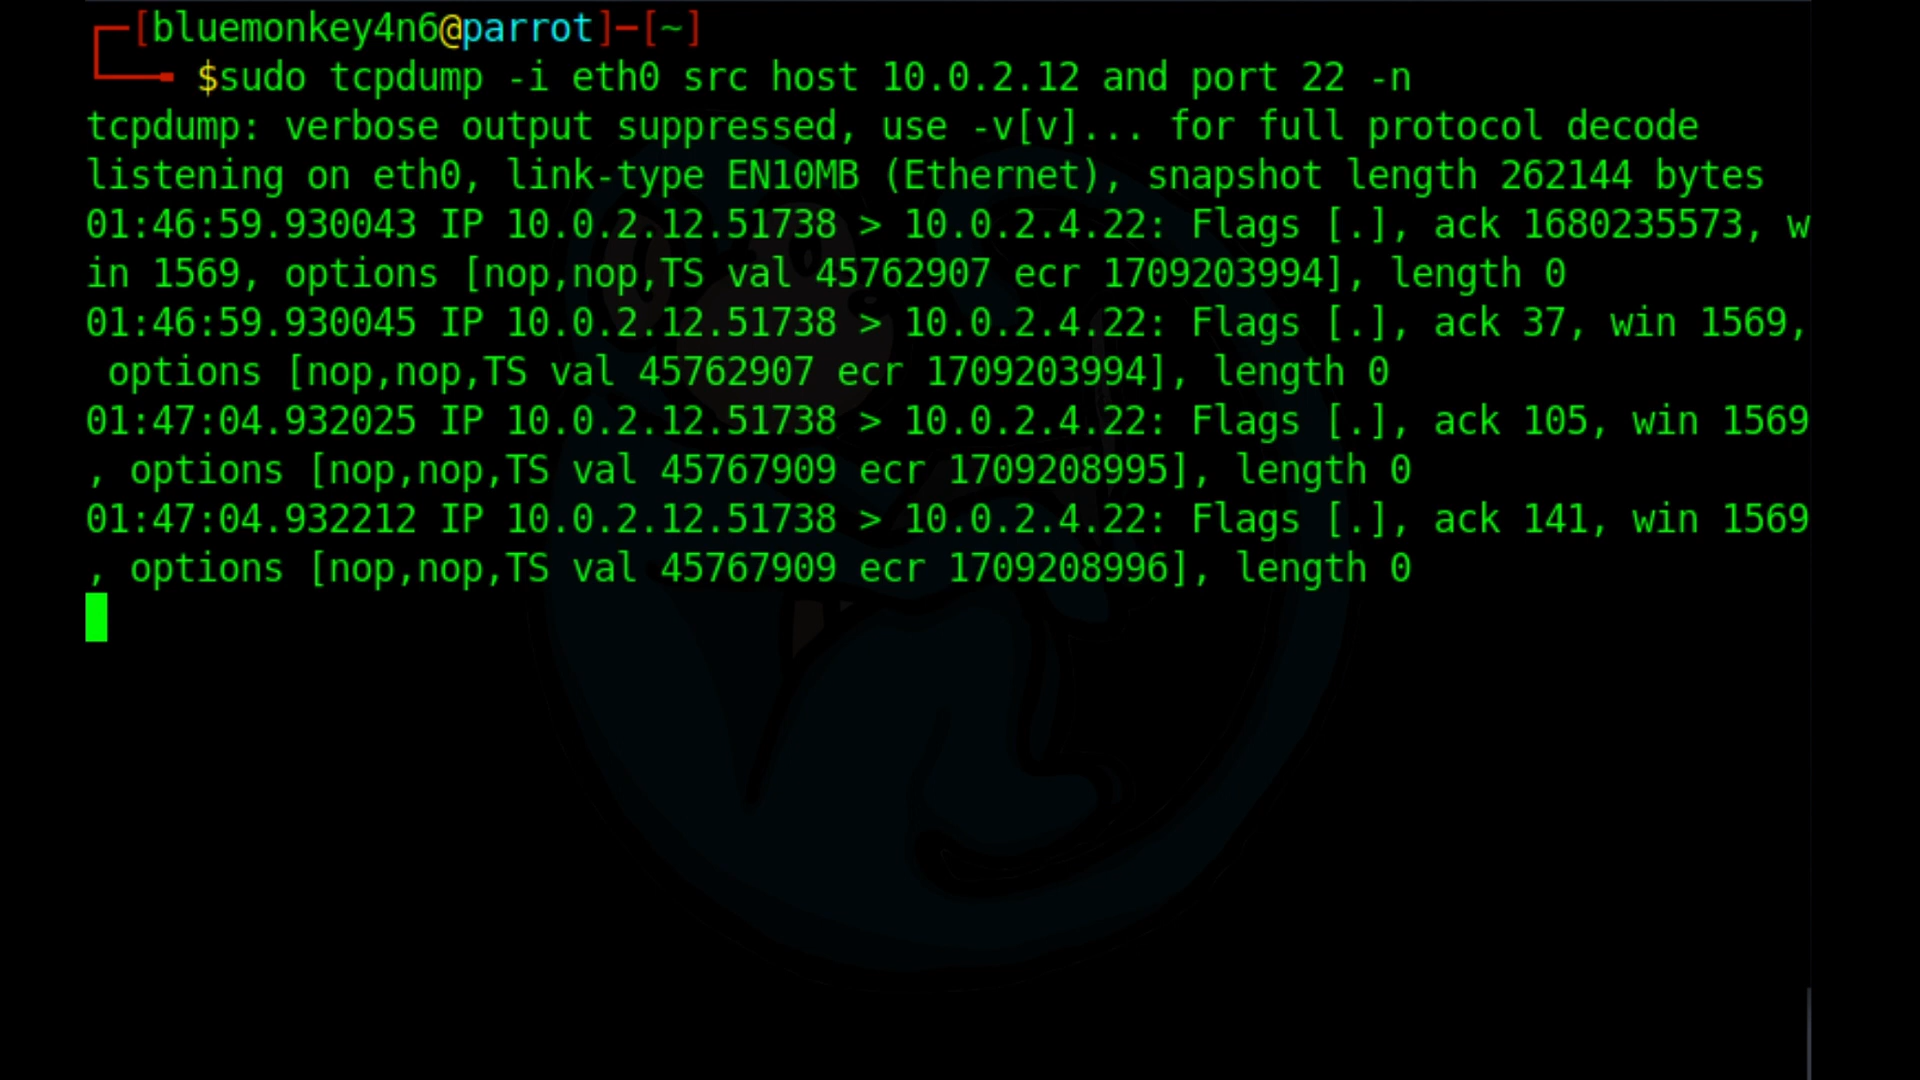 ┌─[bluemonkey4n6@parrot]─[~]
└──╼ $sudo tcpdump -i eth0 src host 10.0.2.12 and port 22 -n
tcpdump: verbose output suppressed, use -v[v]... for full protocol decode
listening on eth0, link-type EN10MB (Ethernet), snapshot length 262144 bytes
01:46:59.930043 IP 10.0.2.12.51738 > 10.0.2.4.22: Flags [.], ack 1680235573, w
in 1569, options [nop,nop,TS val 45762907 ecr 1709203994], length 0
01:46:59.930045 IP 10.0.2.12.51738 > 10.0.2.4.22: Flags [.], ack 37, win 1569,
 options [nop,nop,TS val 45762907 ecr 1709203994], length 0
01:47:04.932025 IP 10.0.2.12.51738 > 10.0.2.4.22: Flags [.], ack 105, win 1569
, options [nop,nop,TS val 45767909 ecr 1709208995], length 0
01:47:04.932212 IP 10.0.2.12.51738 > 10.0.2.4.22: Flags [.], ack 141, win 1569
, options [nop,nop,TS val 45767909 ecr 1709208996], length 0